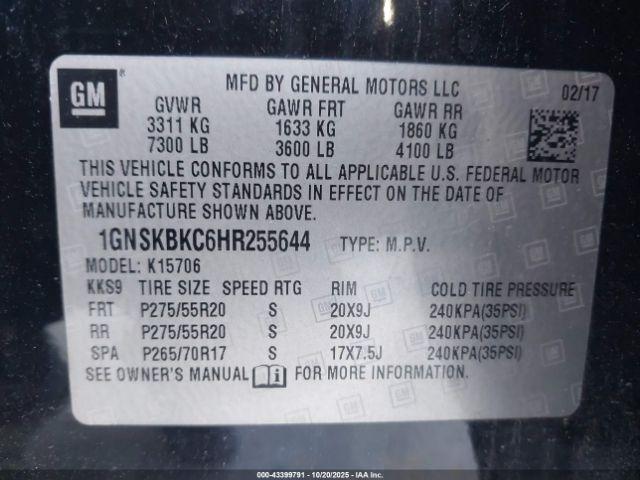 GM
MFD BY GENERAL MOTORS LLC 02/17
GVWR GAWR FRT GAWR RR
3311 KG 1633 KG 1860 KG
7300 LB 3600 LB 4100 LB
THIS VEHICLE CONFORMS TO ALL APPLICABLE U.S. FEDERAL MOTOR
VEHICLE SAFETY STANDARDS IN EFFECT ON THE DATE OF
MANUFACTURE SHOWN ABOVE.
1GNSKBKC6HR255644 TYPE: M.P.V.
MODEL: K15706
KKS9 TIRE SIZE SPEED RTG RIM COLD TIRE PRESSURE
FRT P275/55R20 S 20X9J 240KPA(35PSI)
RR P275/55R20 S 20X9J 240KPA(35PSI)
SPA P265/70R17 S 17X7.5J 240KPA(35PSI)
SEE OWNER'S MANUAL FOR MORE INFORMATION.
© 00-43399791 - 10/20/2025 - IAA Inc.